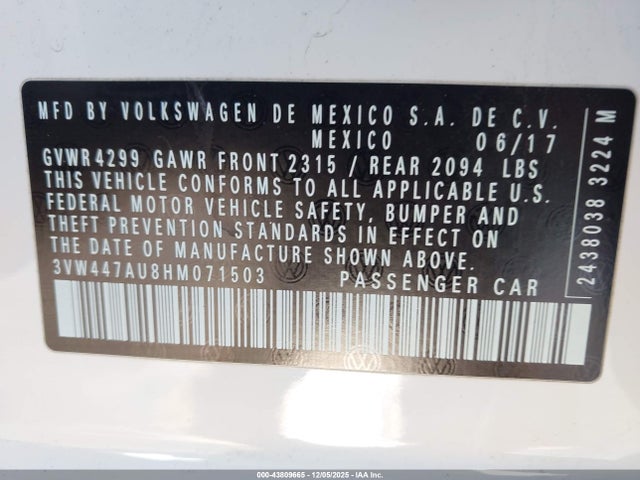 MFD BY VOLKSWAGEN DE MEXICO S.A. DE C.V.
MEXICO 06/17
GVWR 4299 GAWR FRONT 2315 / REAR 2094 LBS
THIS VEHICLE CONFORMS TO ALL APPLICABLE U.S.
FEDERAL MOTOR VEHICLE SAFETY, BUMPER AND
THEFT PREVENTION STANDARDS IN EFFECT ON
THE DATE OF MANUFACTURE SHOWN ABOVE.
3VW447AU8HM071503 PASSENGER CAR
2438038 3224 M
000-43809665 - 12/05/2025 - IAA Inc.